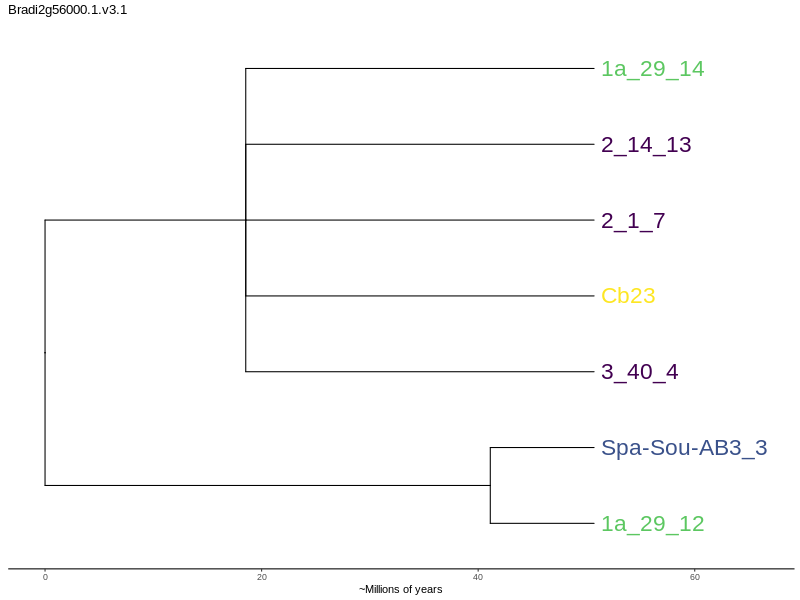 Bradi2g56000.1.v3.1
1a_29_14
2_14_13
2_1_7
Cb23
3_40_4
Spa-Sou-AB3_3
1a_29_12
0 20 40 60
~Millions of years